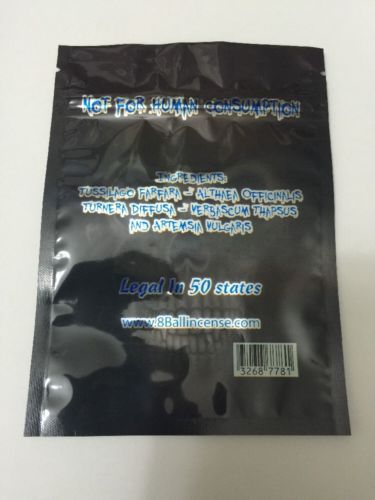 NOT FOR HUMAN CONSUMPTION
INGREDIENTS:
TUSSILAGO FARFARA - ALTHAEA OFFICINALIS
TURNERA DIFFUSA - VERBASCUM THAPSUS
AND ARTEMSIA VULGARIS
Legal In 50 states
www.8Ballincense.com
3268 7781